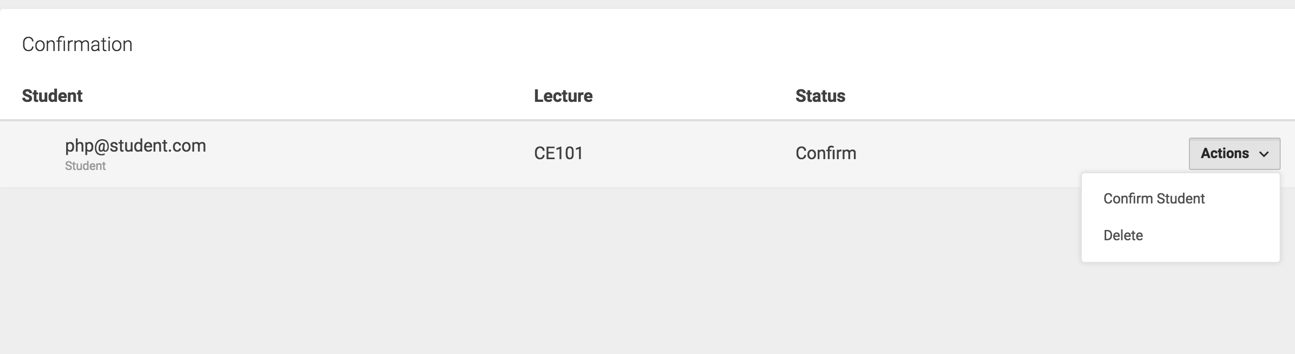 Confirmation
Student Lecture Status
php@student.com CE101 Confirm Actions
Student
Confirm Student
Delete